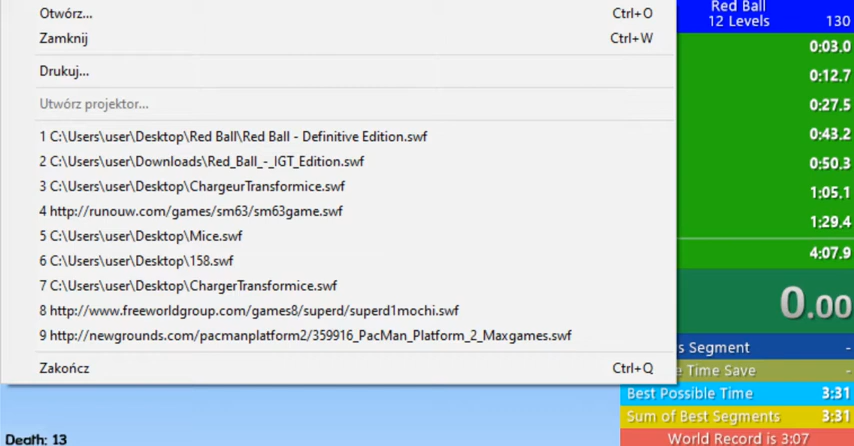 Otwórz... Ctrl+O
Zamknij Ctrl+W
Drukuj...
Utwórz projektor...
1 C:\Users\user\Desktop\Red Ball\Red Ball - Definitive Edition.swf
2 C:\Users\user\Downloads\Red_Ball_-_IGT_Edition.swf
3 C:\Users\user\Desktop\ChargeurTransformice.swf
4 http://runouw.com/games/sm63/sm63game.swf
5 C:\Users\user\Desktop\Mice.swf
6 C:\Users\user\Desktop\158.swf
7 C:\Users\user\Desktop\ChargerTransformice.swf
8 http://www.freeworldgroup.com/games8/superd/superd1mochi.swf
9 http://newgrounds.com/pacmanplatform2/359916_PacMan_Platform_2_Maxgames.swf
Zakończ Ctrl+Q
Death: 13
Red Ball
12 Levels 130
0:03.0
0:12.7
0:27.5
0:43.2
0:50.3
1:05.1
1:29.4
4:07.9
0.00
s Segment -
e Time Save -
Best Possible Time 3:31
Sum of Best Segments 3:31
World Record is 3:07